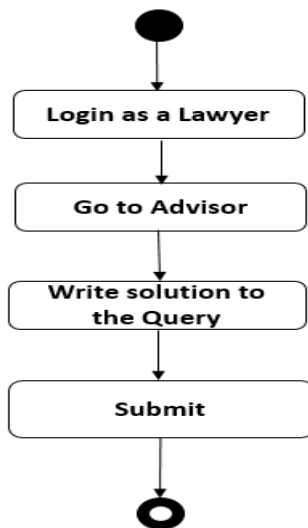 Login as a Lawyer
Go to Advisor
Write solution to
the Query
Submit